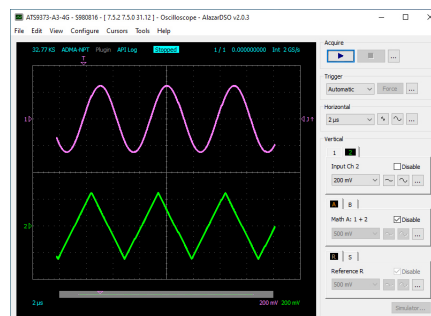 ATS9373-A3-4G - S980816 - [ 7.5.2 7.5.0 31.12 ] - Oscilloscope - AlazarDSO v2.0.3
File Edit View Configure Cursors Tools Help
32.77 KS ADMA-NPT Plugin API Log Stopped 1 / 1 0.000000000 Int 2 GS/s
T
1
1 t
2
2 µs 200 mV 200 mV
Acquire
...
Trigger
Automatic Force ...
Horizontal
2 µs ...
Vertical
1 2
Input Ch 2 Disable
200 mV ...
A B
Math A: 1 + 2 Disable
500 mV ...
R S
Reference R Disable
500 mV ...
Simulator...